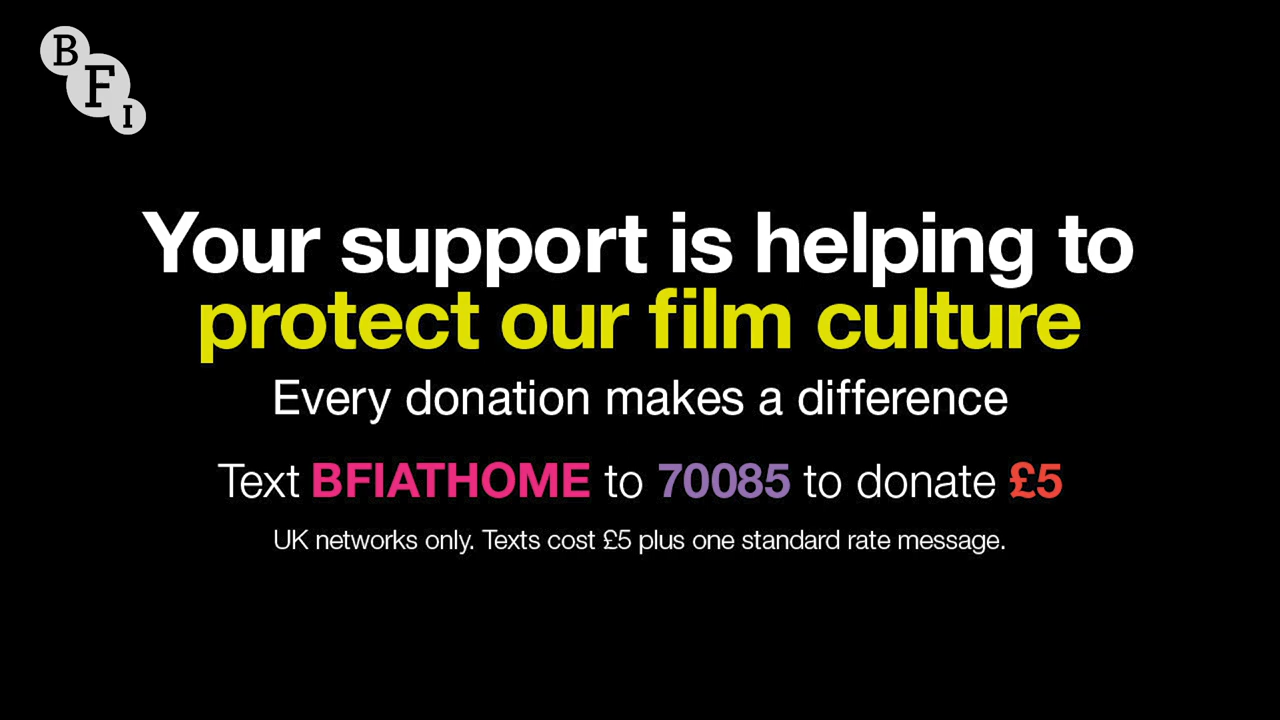 BFI
Your support is helping to
protect our film culture
Every donation makes a difference
Text BFIATHOME to 70085 to donate £5
UK networks only. Texts cost £5 plus one standard rate message.